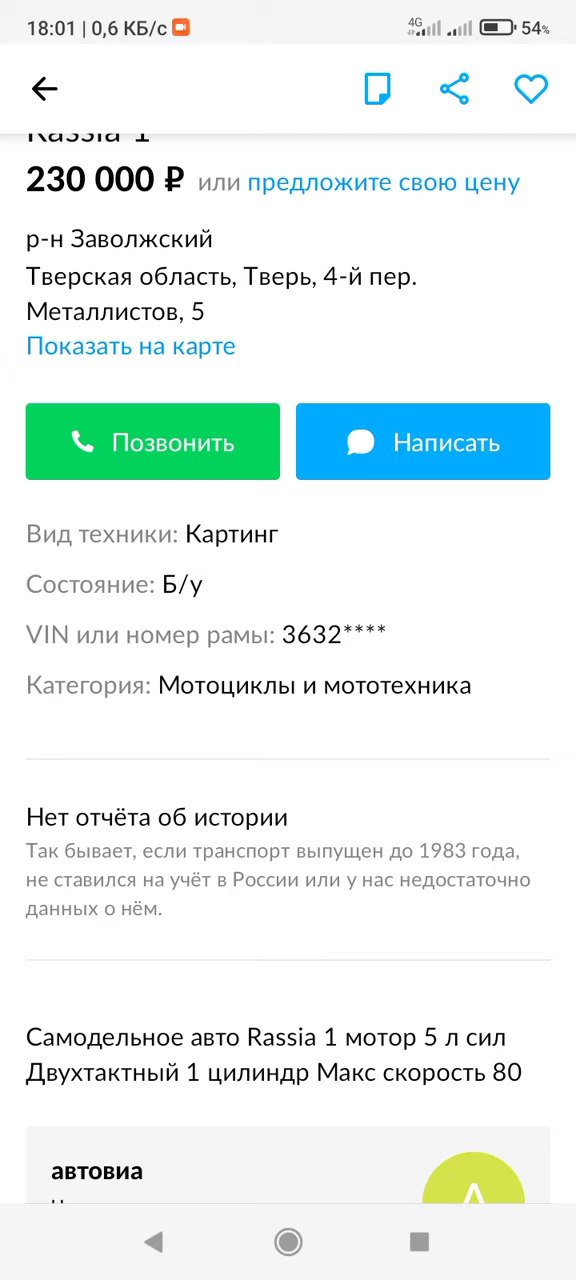 18:01 | 0,6 КБ/с 4G 54%
Rassia 1
230 000 ₽ или предложите свою цену
р-н Заволжский
Тверская область, Тверь, 4-й пер.
Металлистов, 5
Показать на карте
Позвонить Написать
Вид техники: Картинг
Состояние: Б/у
VIN или номер рамы: 3632****
Категория: Мотоциклы и мототехника
Нет отчёта об истории
Так бывает, если транспорт выпущен до 1983 года,
не ставился на учёт в России или у нас недостаточно
данных о нём.
Самодельное авто Rassia 1 мотор 5 л сил
Двухтактный 1 цилиндр Макс скорость 80
автовиа
А